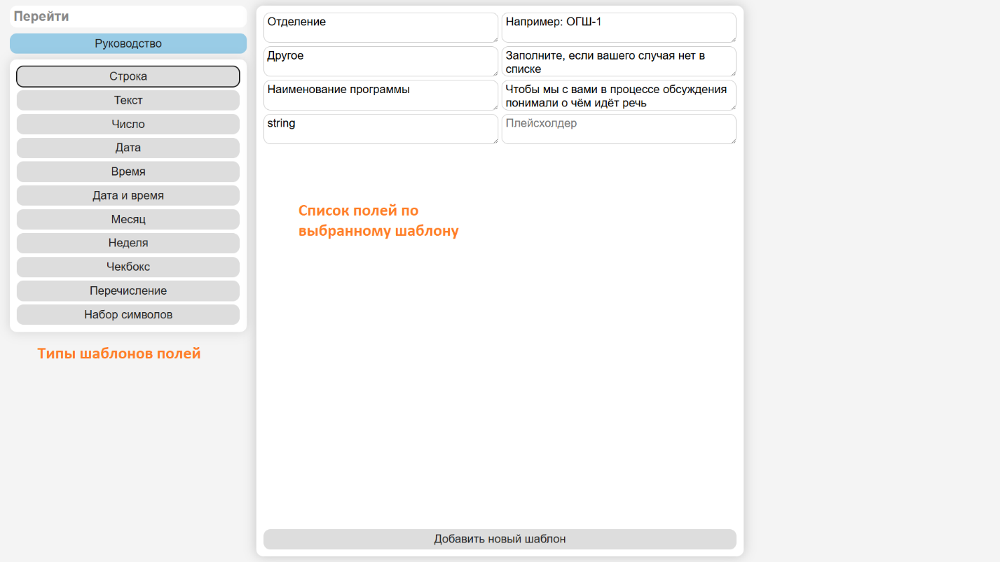 Перейти
Руководство
Строка
Текст
Число
Дата
Время
Дата и время
Месяц
Неделя
Чекбокс
Перечисление
Набор символов
Типы шаблонов полей
Отделение
Например: ОГШ-1
Другое
Заполните, если вашего случая нет в
списке
Наименование программы
Чтобы мы с вами в процессе обсуждения
понимали о чём идёт речь
string
Плейсхолдер
Список полей по
выбранному шаблону
Добавить новый шаблон